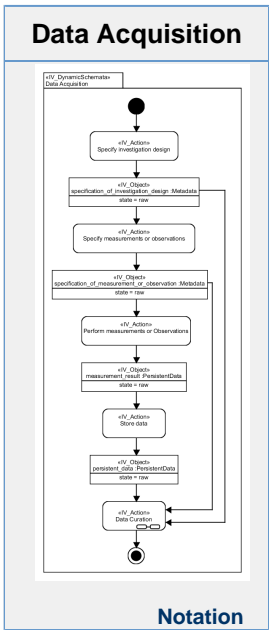 Data Acquisition
«IV_DynamicSchemata»
Data Acquisition
«IV_Action»
Specify investigation design
«IV_Object»
specification_of_investigation_design :Metadata
state = raw
«IV_Action»
Specify measurements or observations
«IV_Object»
specification_of_measurement_or_observation :Metadata
state = raw
«IV_Action»
Perform measurements or Observations
«IV_Object»
measurement_result :PersistentData
state = raw
«IV_Action»
Store data
«IV_Object»
persistent_data :PersistentData
state = raw
«IV_Action»
Data Curation
Notation